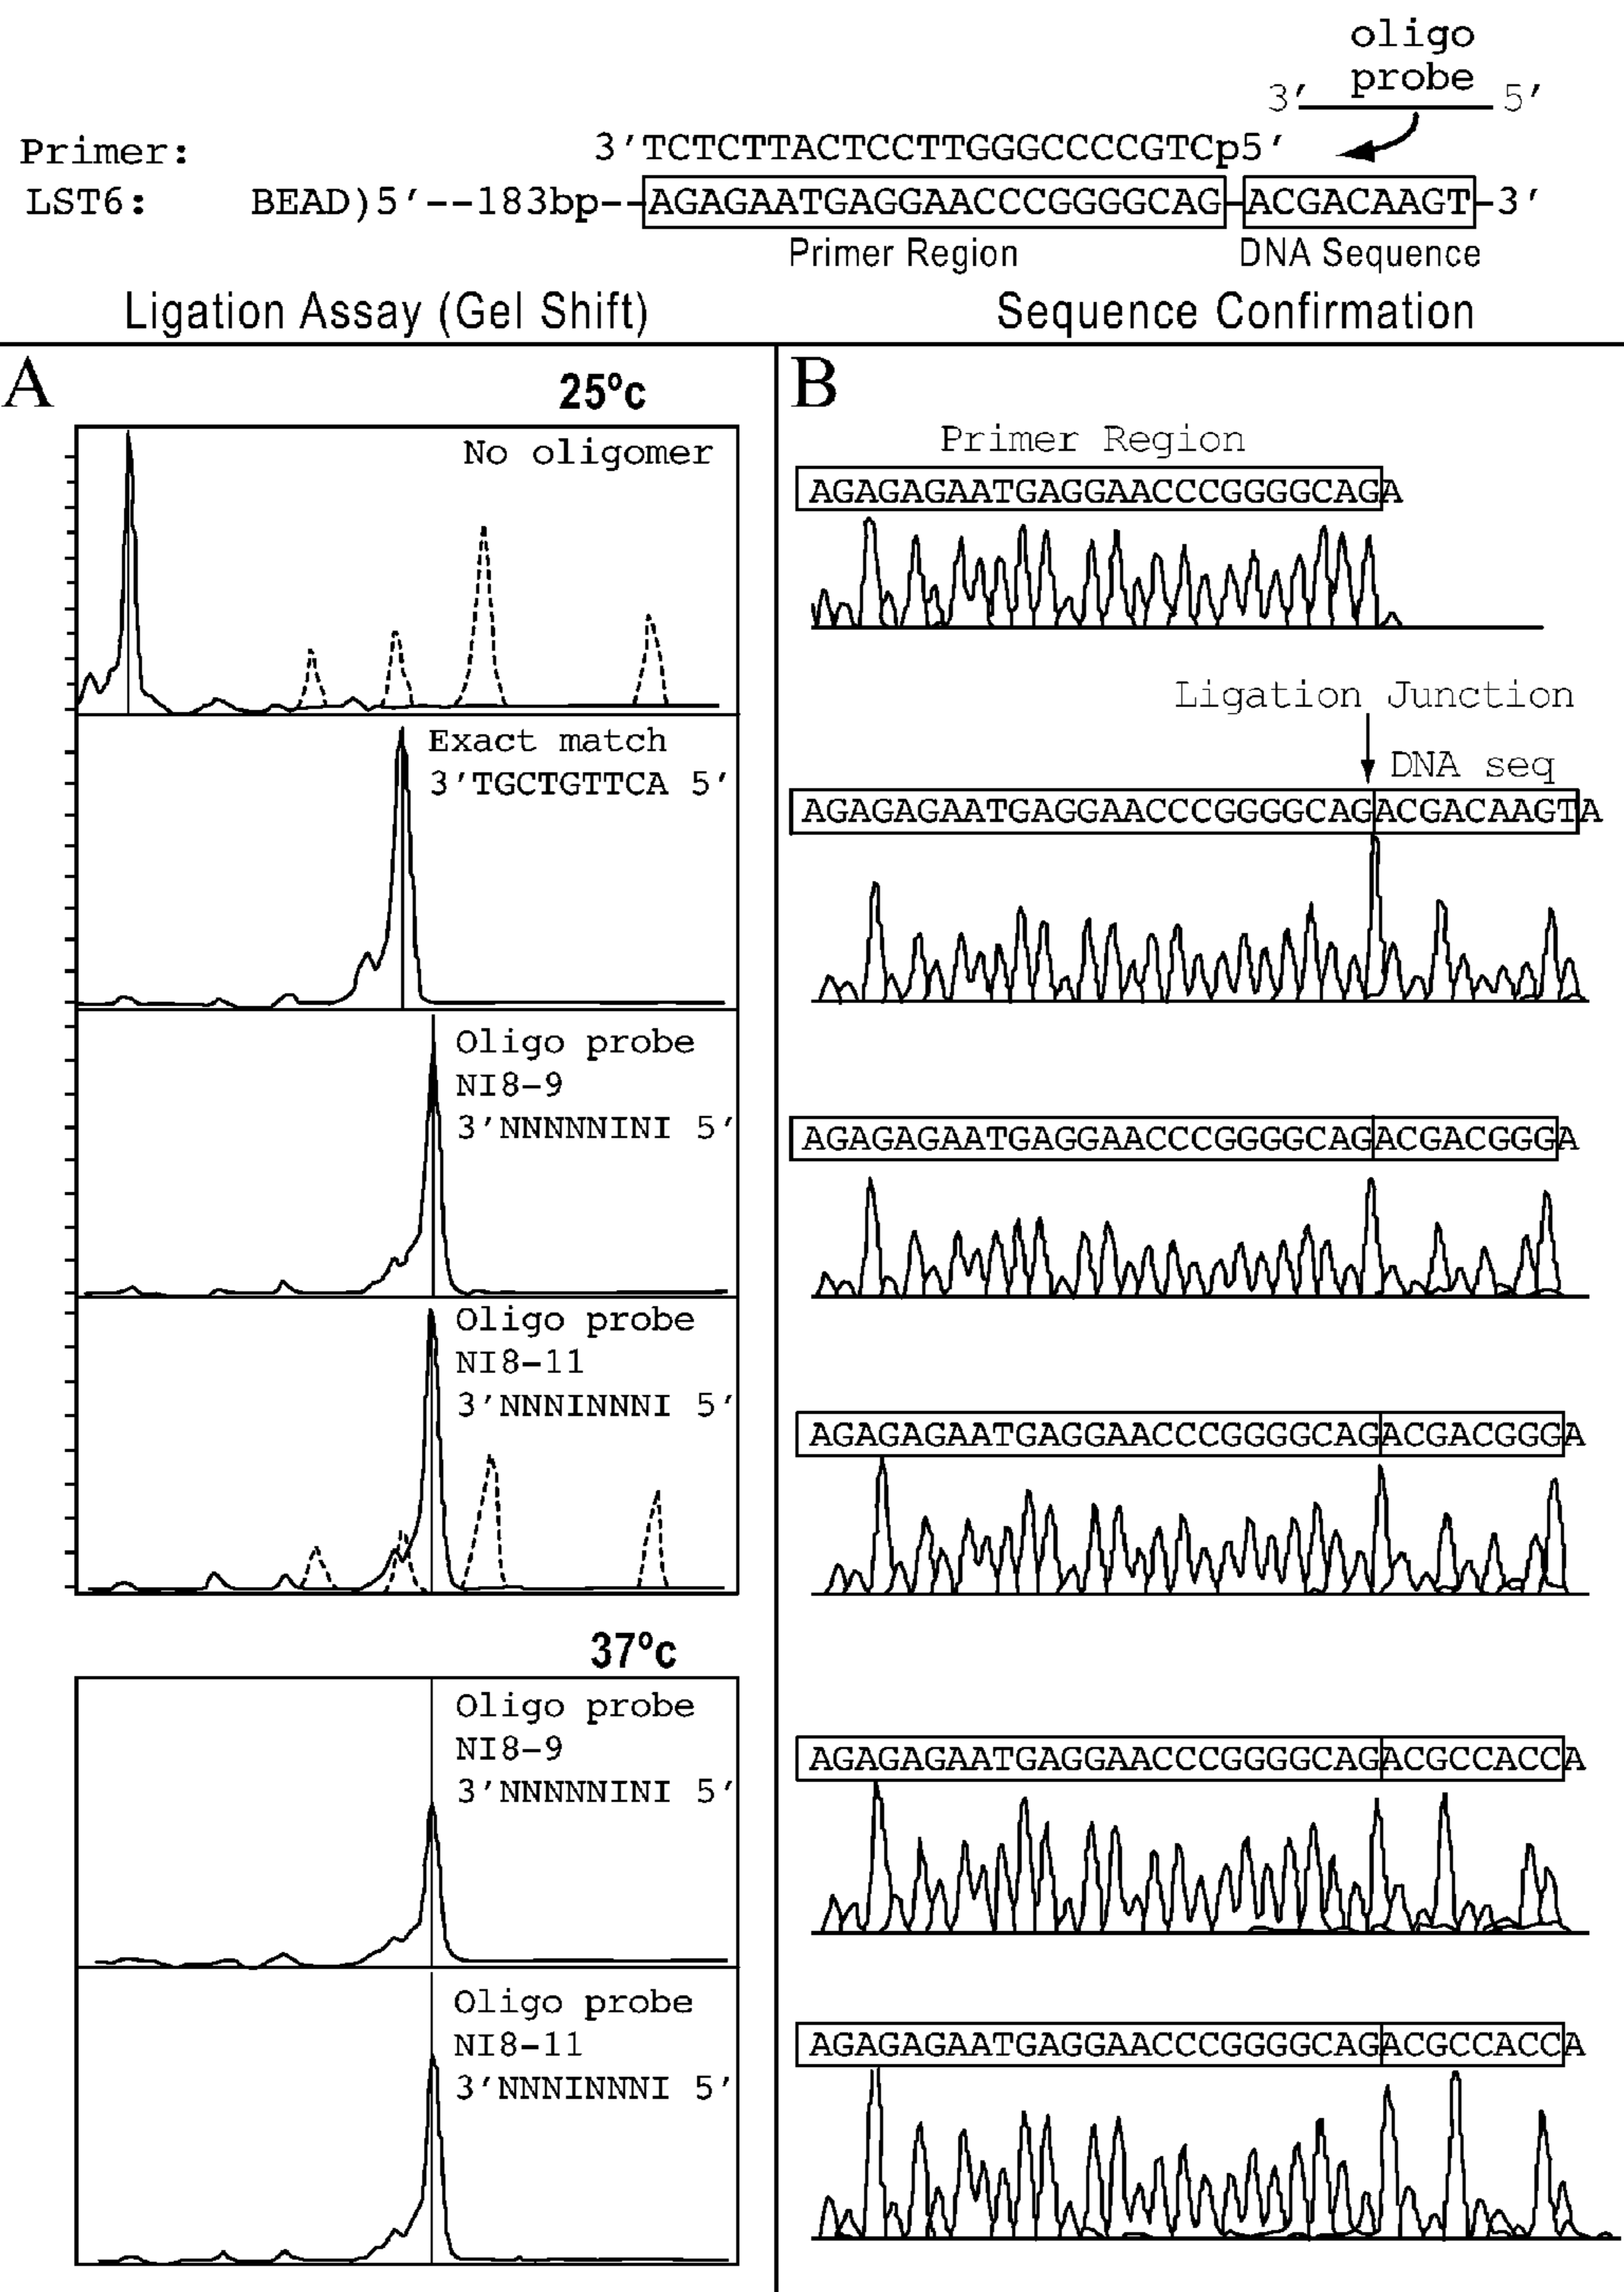 oligo
probe
3′ 5′
Primer: 3′TCTCTTACTCCTTGGGCCCCGTCp5′
LST6: BEAD)5′--183bp--AGAGAATGAGGAACCCGGGGCAG-ACGACAAGT-3′
Primer Region DNA Sequence
Ligation Assay (Gel Shift) Sequence Confirmation
A
25ºc
No oligomer
Exact match
3′TGCTGTTCA 5′
Oligo probe
NI8-9
3′NNNNNINI 5′
Oligo probe
NI8-11
3′NNNINNNI 5′
37ºc
Oligo probe
NI8-9
3′NNNNNINI 5′
Oligo probe
NI8-11
3′NNNINNNI 5′
B
Primer Region
AGAGAGAATGAGGAACCCGGGGCAGA
Ligation Junction
DNA seq
AGAGAGAATGAGGAACCCGGGGCAGACGACAAGTA
AGAGAGAATGAGGAACCCGGGGCAGACGACGGGA
AGAGAGAATGAGGAACCCGGGGCAGACGACGGGA
AGAGAGAATGAGGAACCCGGGGCAGACGCCACCA
AGAGAGAATGAGGAACCCGGGGCAGACGCCACCA